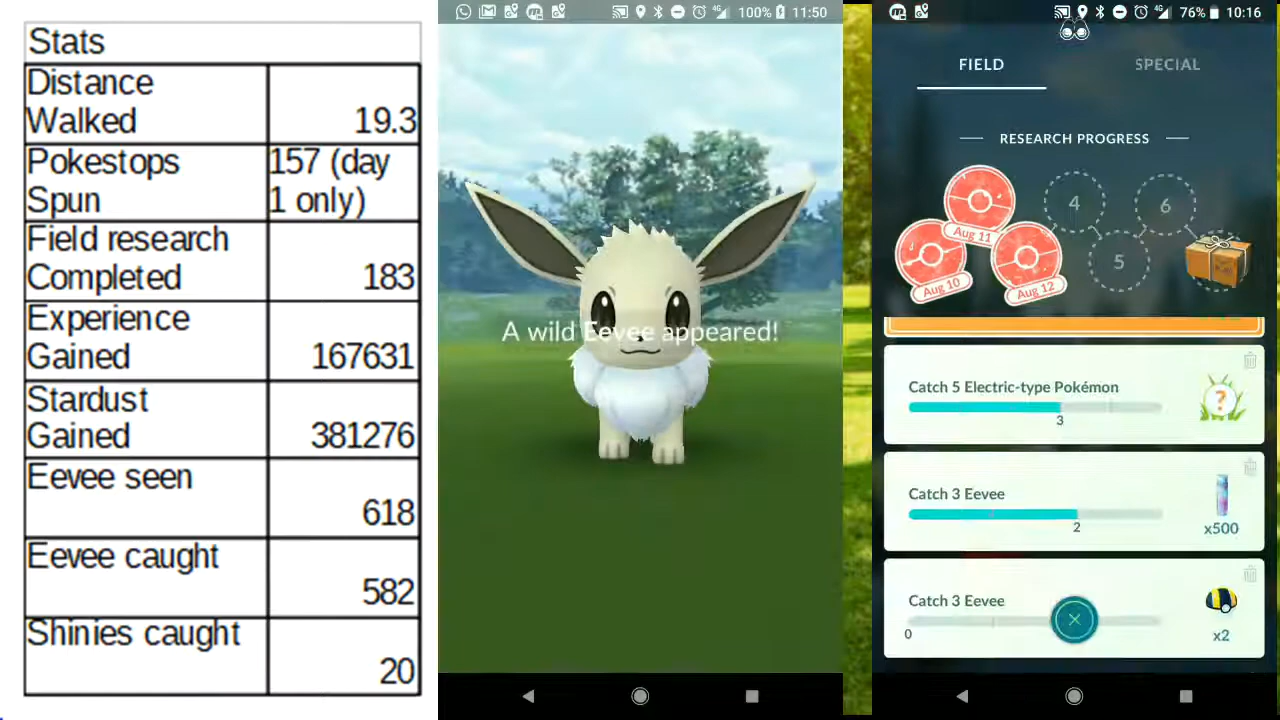 Stats
Distance
Walked
19.3
Pokestops
Spun
157 (day
1 only)
Field research
Completed
183
Experience
Gained
167631
Stardust
Gained
381276
Eevee seen
618
Eevee caught
582
Shinies caught
20
4G 100% 11:50
A wild Eevee appeared!
4G 76% 10:16
FIELD SPECIAL
RESEARCH PROGRESS
4 6
Aug 11
5
Aug 10 Aug 12
Catch 5 Electric-type Pokémon
?
3
Catch 3 Eevee
2
x500
Catch 3 Eevee
0
x2